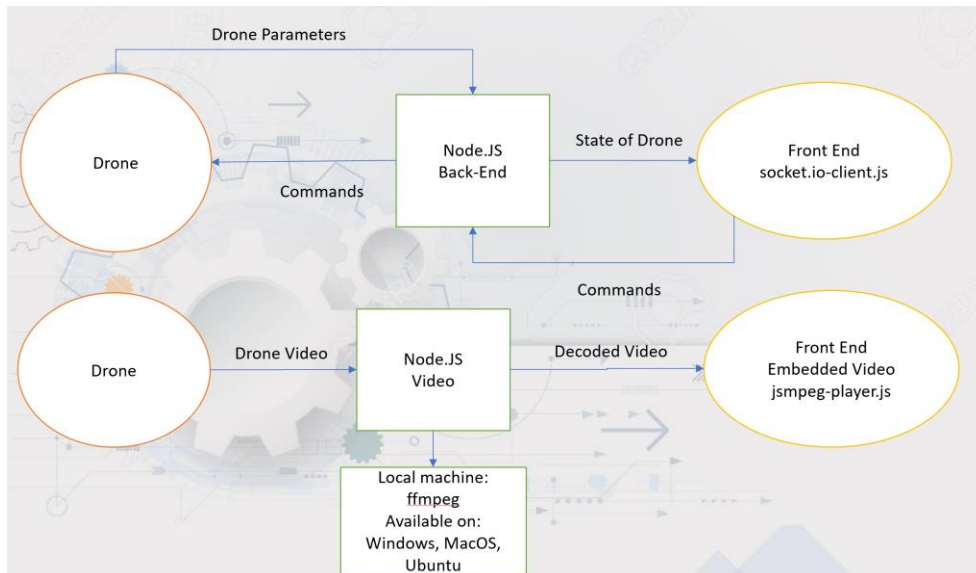 Drone Parameters
Drone
Node.JS
Back-End
State of Drone
Front End
socket.io-client.js
Commands
Commands
Drone
Drone Video
Node.JS
Video
Decoded Video
Front End
Embedded Video
jsmpeg-player.js
Local machine:
ffmpeg
Available on:
Windows, MacOS,
Ubuntu